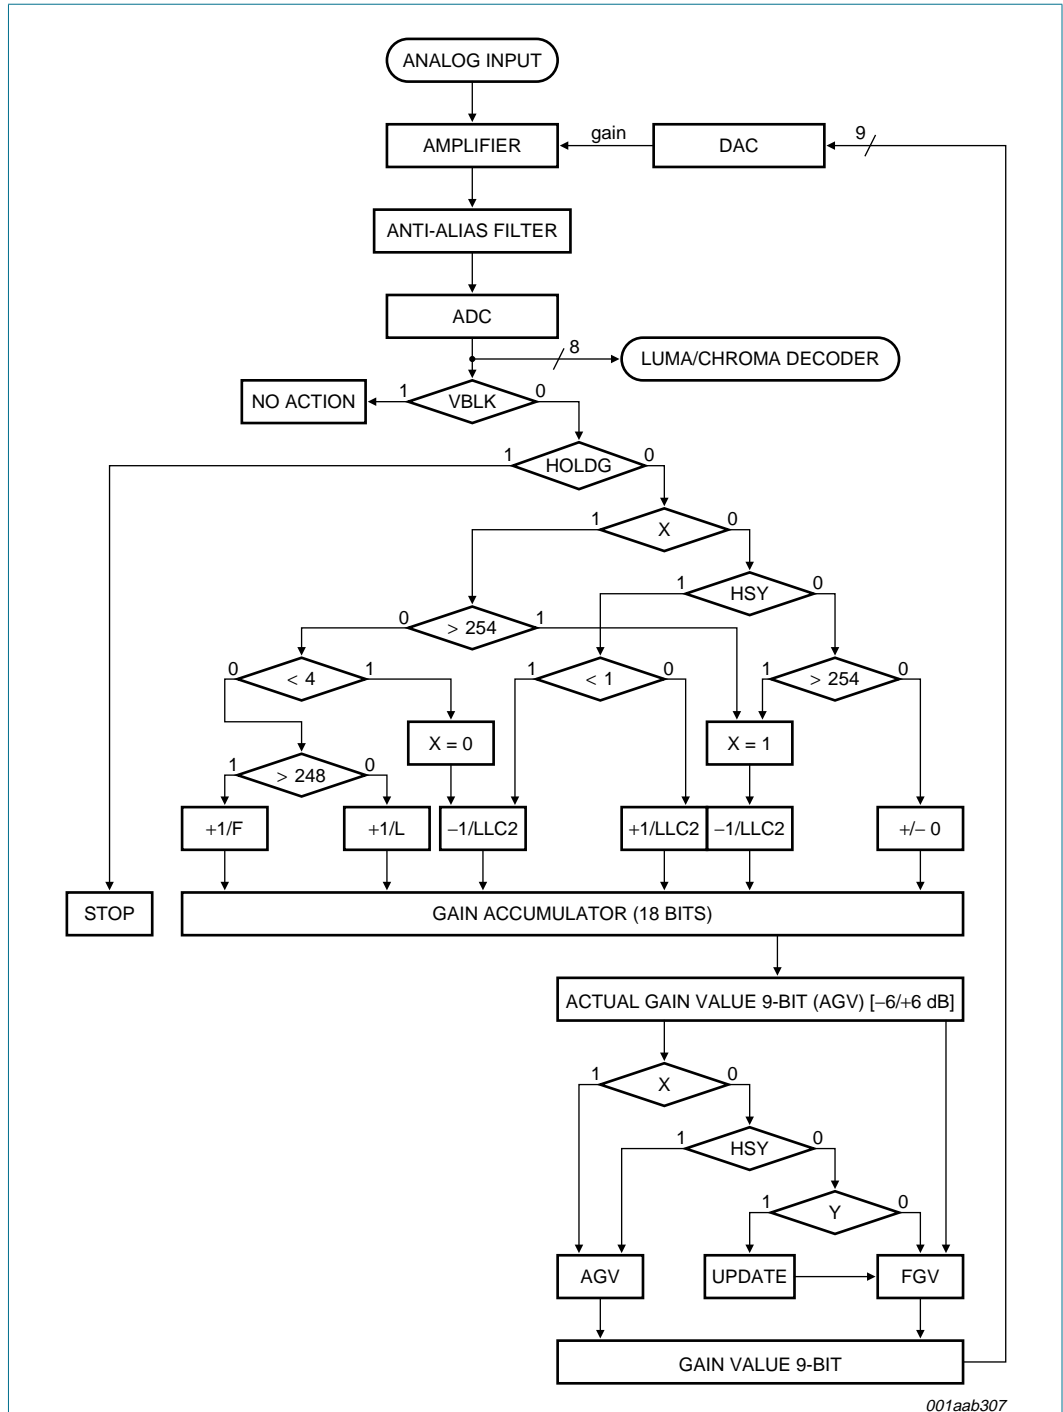 ANALOG INPUT
AMPLIFIER
gain
DAC
9
ANTI-ALIAS FILTER
ADC
8
LUMA/CHROMA DECODER
NO ACTION
1
VBLK
0
1
HOLDG
0
1
X
0
1
HSY
0
0
> 254
1
0
< 4
1
1
< 1
0
1
> 254
0
X = 0
X = 1
1
> 248
0
+1/F
+1/L
−1/LLC2
+1/LLC2
−1/LLC2
+/− 0
STOP
GAIN ACCUMULATOR (18 BITS)
ACTUAL GAIN VALUE 9-BIT (AGV) [−6/+6 dB]
1
X
0
1
HSY
0
1
Y
0
AGV
UPDATE
FGV
GAIN VALUE 9-BIT
001aab307